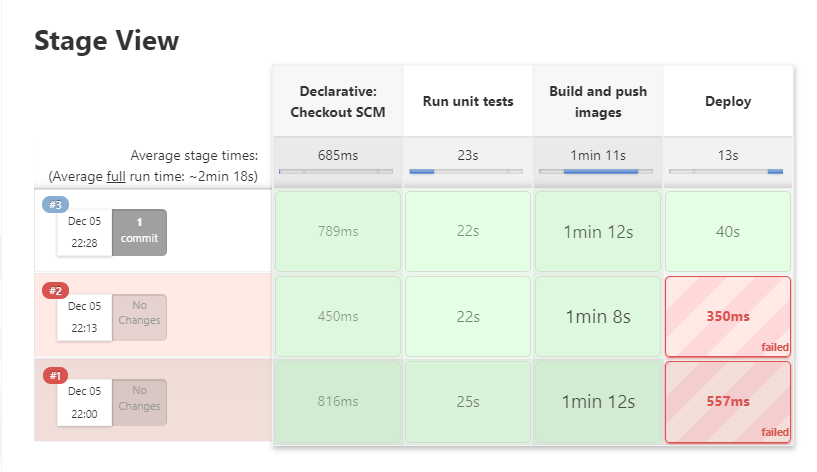 Stage View
Declarative:
Checkout SCM
Run unit tests
Build and push
images
Deploy
Average stage times:
(Average full run time: ~2min 18s)
685ms
23s
1min 11s
13s
#3
Dec 05
22:28
1
commit
789ms
22s
1min 12s
40s
#2
Dec 05
22:13
No
Changes
450ms
22s
1min 8s
350ms
failed
#1
Dec 05
22:00
No
Changes
816ms
25s
1min 12s
557ms
failed